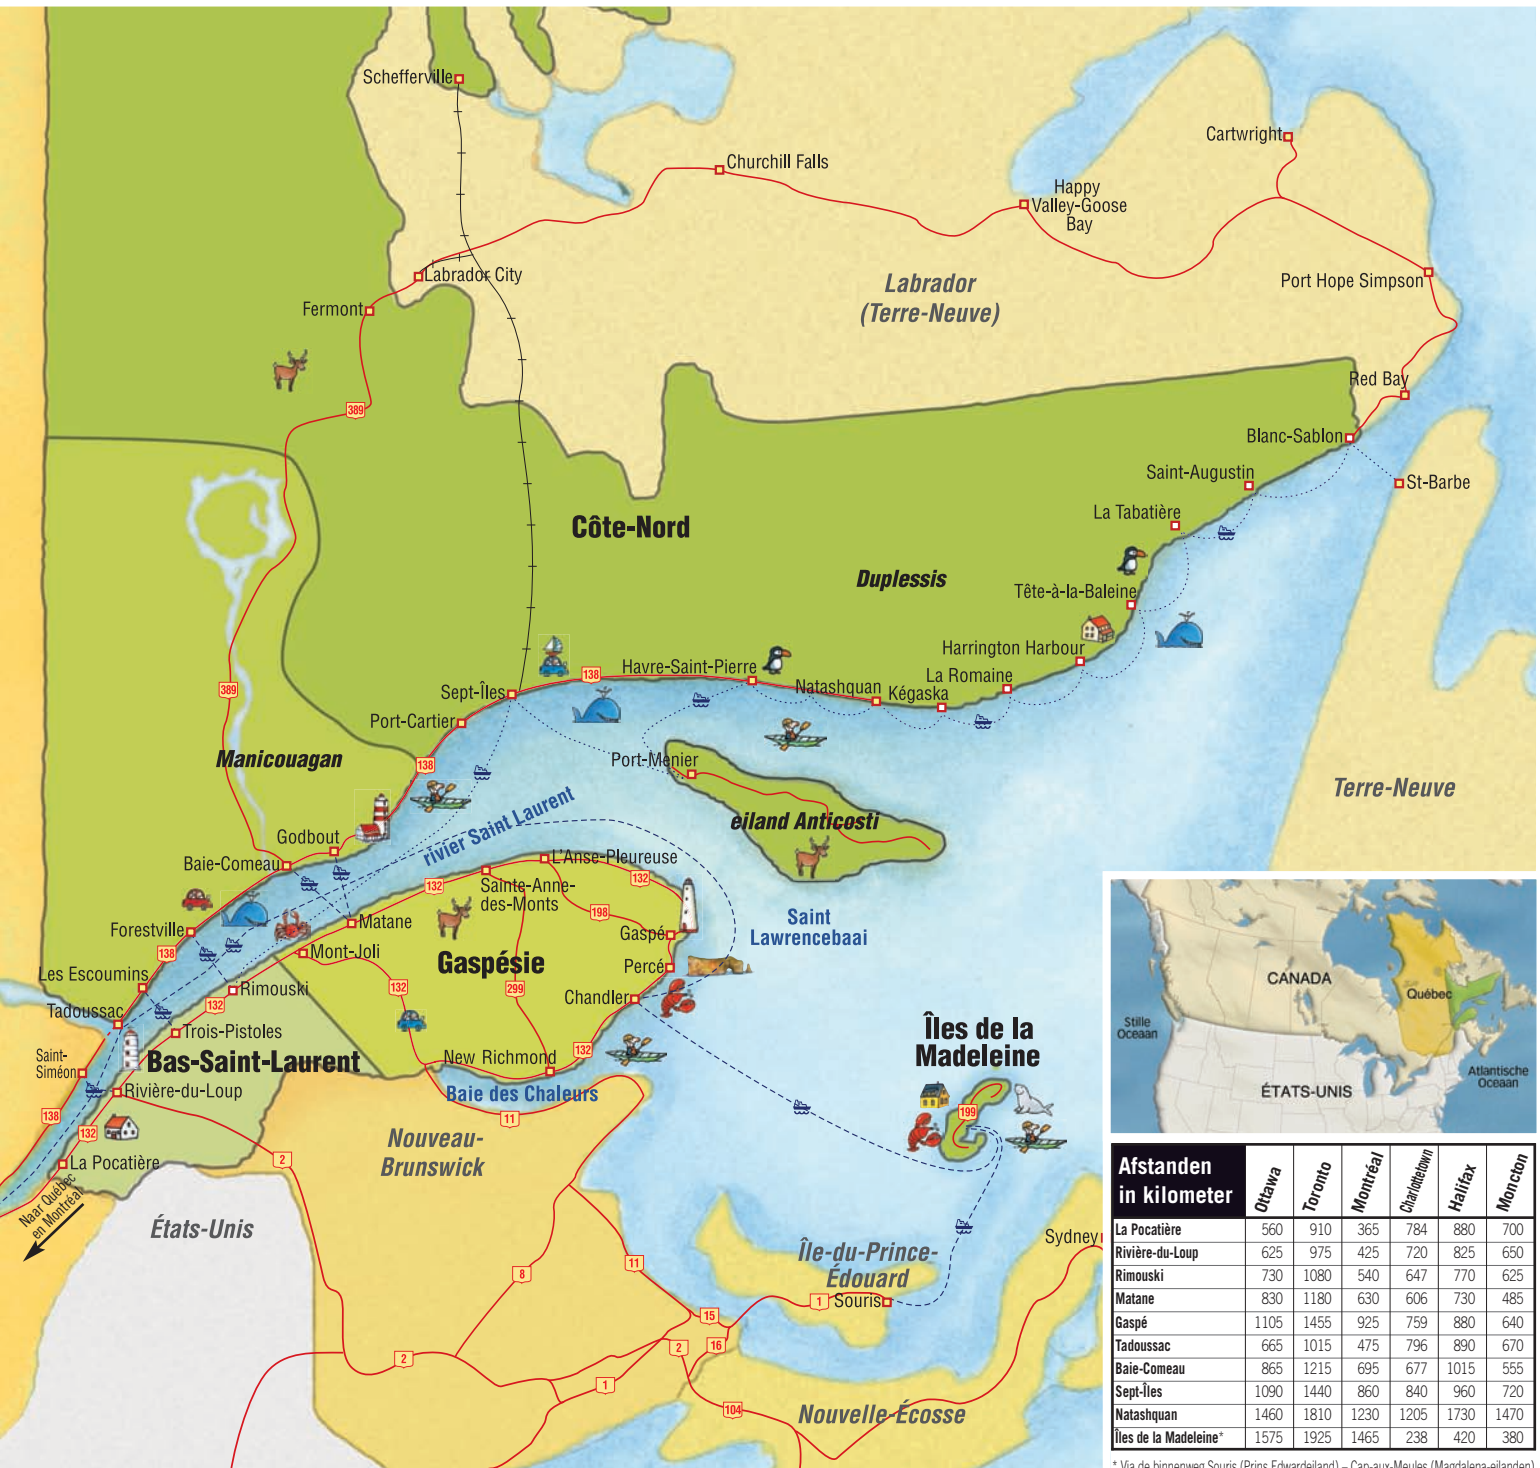 Schefferville
Cartwright
Churchill Falls
Happy
Valley-Goose
Bay
Labrador City
Labrador
(Terre-Neuve)
Port Hope Simpson
Fermont
Red Bay
389
Blanc-Sablon
Saint-Augustin
St-Barbe
La Tabatière
Côte-Nord
Duplessis
Tête-à-la-Baleine
Harrington Harbour
Havre-Saint-Pierre
138
La Romaine
389
Sept-Îles
Natashquan
Kégaska
Port-Cartier
Manicouagan
138
Port-Menier
Terre-Neuve
rivier Saint Laurent
eiland Anticosti
Godbout
Baie-Comeau
L'Anse-Pleureuse
132
132
Sainte-Anne-
des-Monts
198
Saint
Lawrencebaai
Forestville
Matane
Gaspé
138
Mont-Joli
Gaspésie
Percé
Les Escoumins
Rimouski
132
299
Chandler
132
Tadoussac
Trois-Pistoles
Îles de la
Madeleine
Saint-
Siméon
Bas-Saint-Laurent
New Richmond
132
Rivière-du-Loup
Baie des Chaleurs
138
132
11
199
Nouveau-
Brunswick
La Pocatière
2
Naar Québec
en Montréal
États-Unis
Île-du-Prince-
Édouard
Sydney
11
8
1
Souris
15
16
2
2
1
104
Nouvelle-Écosse
CANADA
Québec
Stille
Oceaan
Atlantische
Oceaan
ÉTATS-UNIS
Afstanden
in kilometer
Ottawa Toronto Montréal Charlottetown Halifax Moncton
La Pocatière 560 910 365 784 880 700
Rivière-du-Loup 625 975 425 720 825 650
Rimouski 730 1080 540 647 770 625
Matane 830 1180 630 606 730 485
Gaspé 1105 1455 925 759 880 640
Tadoussac 665 1015 475 796 890 670
Baie-Comeau 865 1215 695 677 1015 555
Sept-Îles 1090 1440 860 840 960 720
Natashquan 1460 1810 1230 1205 1730 1470
Îles de la Madeleine* 1575 1925 1465 238 420 380
* Via de binnenweg Souris (Prins Edwardeiland) – Cap-aux-Meules (Magdalena-eilanden)